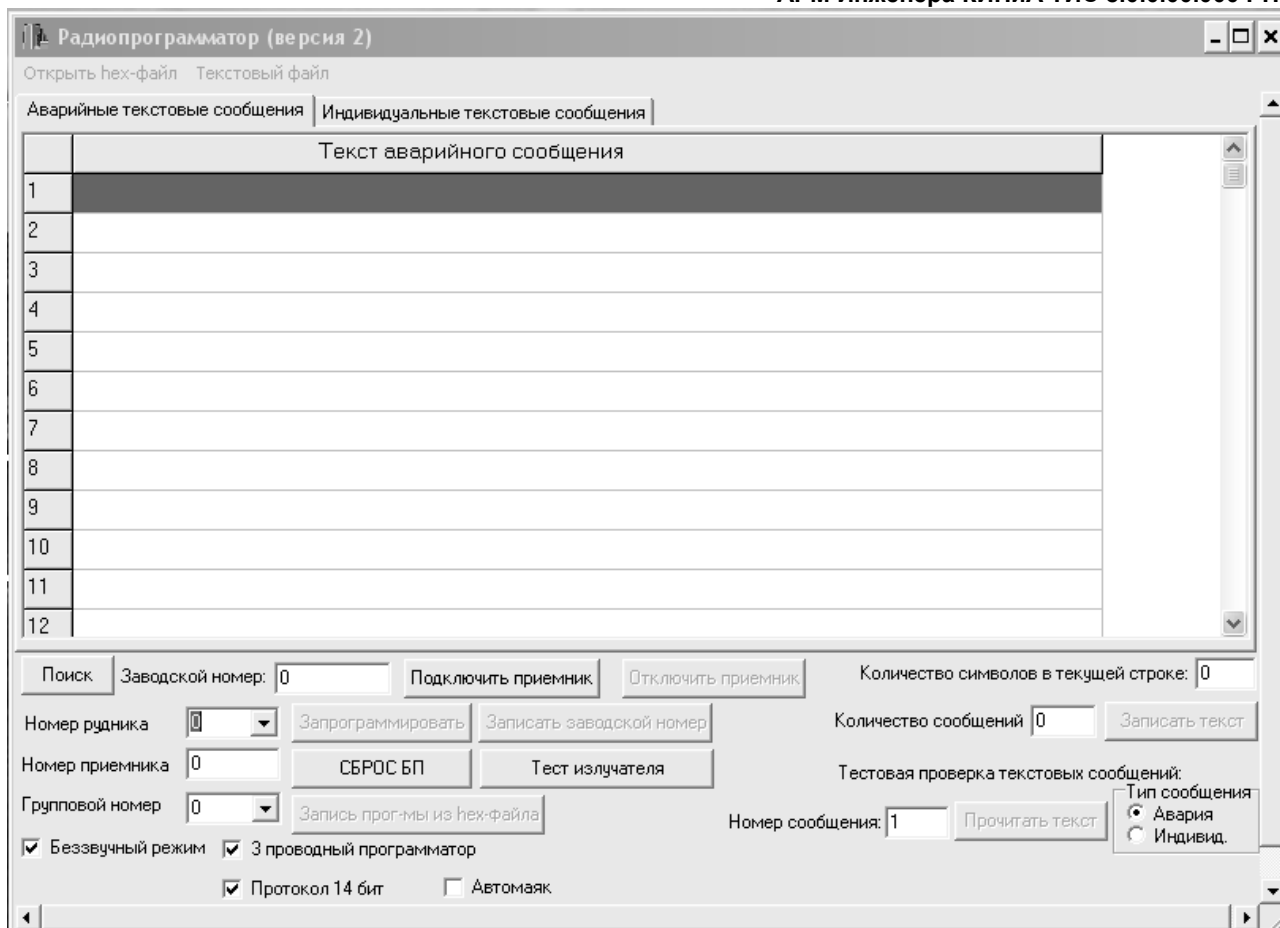 Радиопрограмматор (версия 2)
Открыть hex-файл Текстовый файл
Аварийные текстовые сообщения Индивидуальные текстовые сообщения
Текст аварийного сообщения
1
2
3
4
5
6
7
8
9
10
11
12
Поиск Заводской номер: 0 Подключить приемник Отключить приемник Количество символов в текущей строке: 0
Номер рудника 0 Запрограммировать Записать заводской номер Количество сообщений 0 Записать текст
Номер приемника 0 СБРОС БП Тест излучателя Тестовая проверка текстовых сообщений:
Групповой номер 0 Запись прог-мы из hex-файла Номер сообщения: 1 Прочитать текст Тип сообщения
Авария
Индивид.
Беззвучный режим 3 проводный программатор
Протокол 14 бит Автомаяк